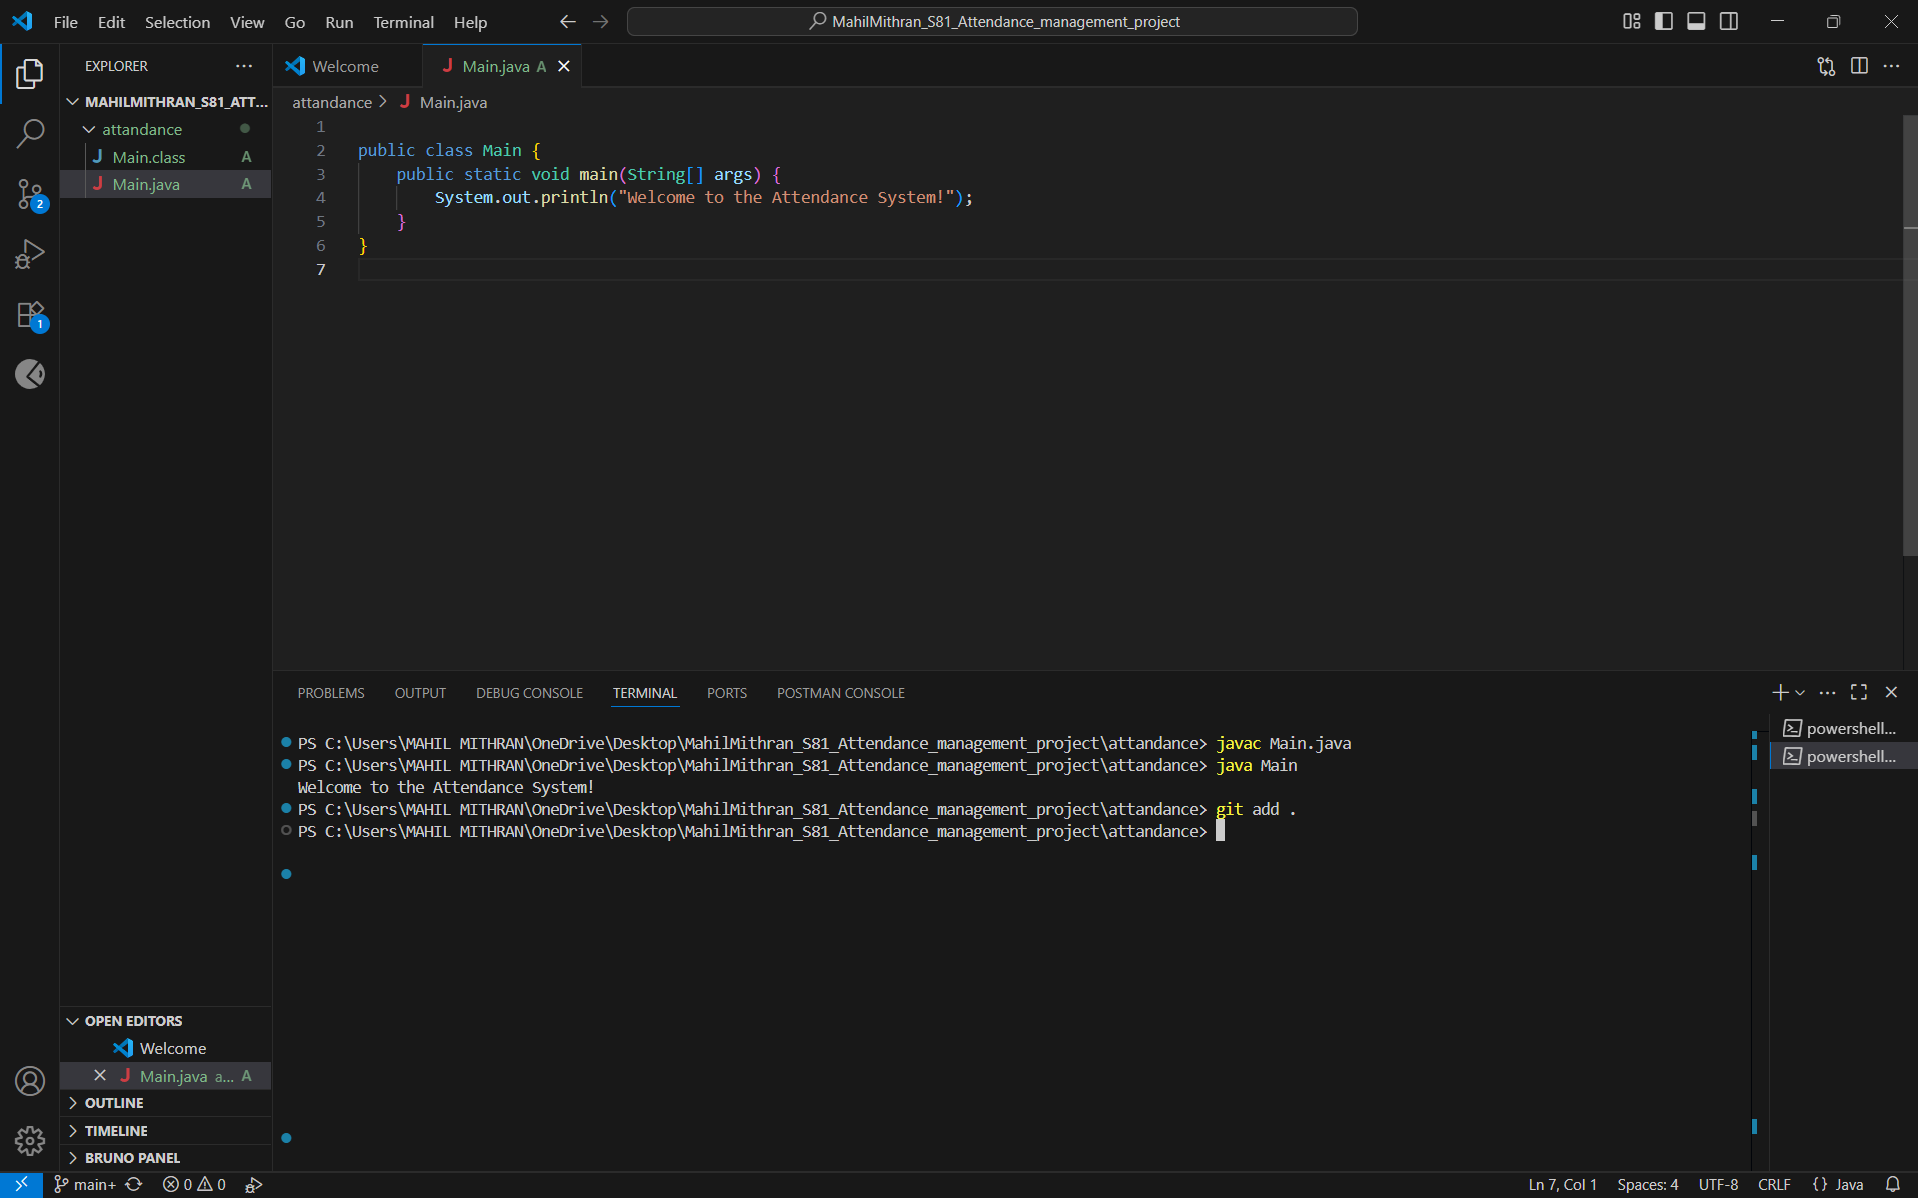 File Edit Selection View Go Run Terminal Help
MahilMithran_S81_Attendance_management_project
EXPLORER
MAHILMITHRAN_S81_ATT...
attandance
Main.class A
Main.java A
Welcome
Main.java A
attandance > Main.java
1
2 public class Main {
3 public static void main(String[] args) {
4 System.out.println("Welcome to the Attendance System!");
5 }
6 }
7
2
1
PROBLEMS OUTPUT DEBUG CONSOLE TERMINAL PORTS POSTMAN CONSOLE
PS C:\Users\MAHIL MITHRAN\OneDrive\Desktop\MahilMithran_S81_Attendance_management_project\attandance> javac Main.java
PS C:\Users\MAHIL MITHRAN\OneDrive\Desktop\MahilMithran_S81_Attendance_management_project\attandance> java Main
Welcome to the Attendance System!
PS C:\Users\MAHIL MITHRAN\OneDrive\Desktop\MahilMithran_S81_Attendance_management_project\attandance> git add .
PS C:\Users\MAHIL MITHRAN\OneDrive\Desktop\MahilMithran_S81_Attendance_management_project\attandance>
powershell...
powershell...
OPEN EDITORS
Welcome
Main.java a... A
OUTLINE
TIMELINE
BRUNO PANEL
main+ 0 0
Ln 7, Col 1 Spaces: 4 UTF-8 CRLF {} Java